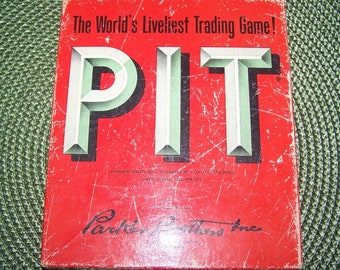 The World's Liveliest Trading Game!
PIT
Parker Brothers Inc.